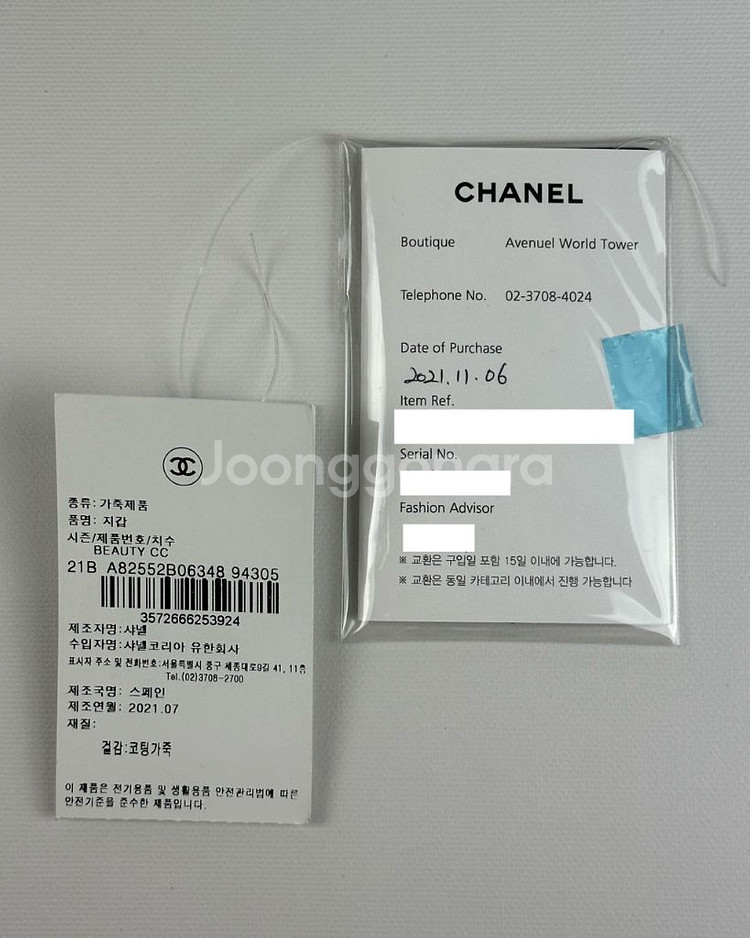 CHANEL
Boutique Avenuel World Tower
Telephone No. 02-3708-4024
Date of Purchase
2021.11.06
Item Ref.
Serial No.
Fashion Advisor
※ 교환은 구입일 포함 15일 이내에 가능합니다.
※ 교환은 동일 카테고리 이내에서 진행 가능합니다
Joonggonara
종류: 가죽제품
품명: 지갑
시즌/제품번호/치수
BEAUTY CC
21B A82552B06348 94305
3572666253924
제조자명:샤넬
수입자명:샤넬코리아 유한회사
표시자 주소 및 전화번호:서울특별시 중구 세종대로9길 41, 11층
Tel.(02)3708-2700
제조국명: 스페인
제조연월: 2021.07
재질:
겉감:코팅가죽
이 제품은 전기용품 및 생활용품 안전관리법에 따른
안전기준을 준수한 제품입니다.